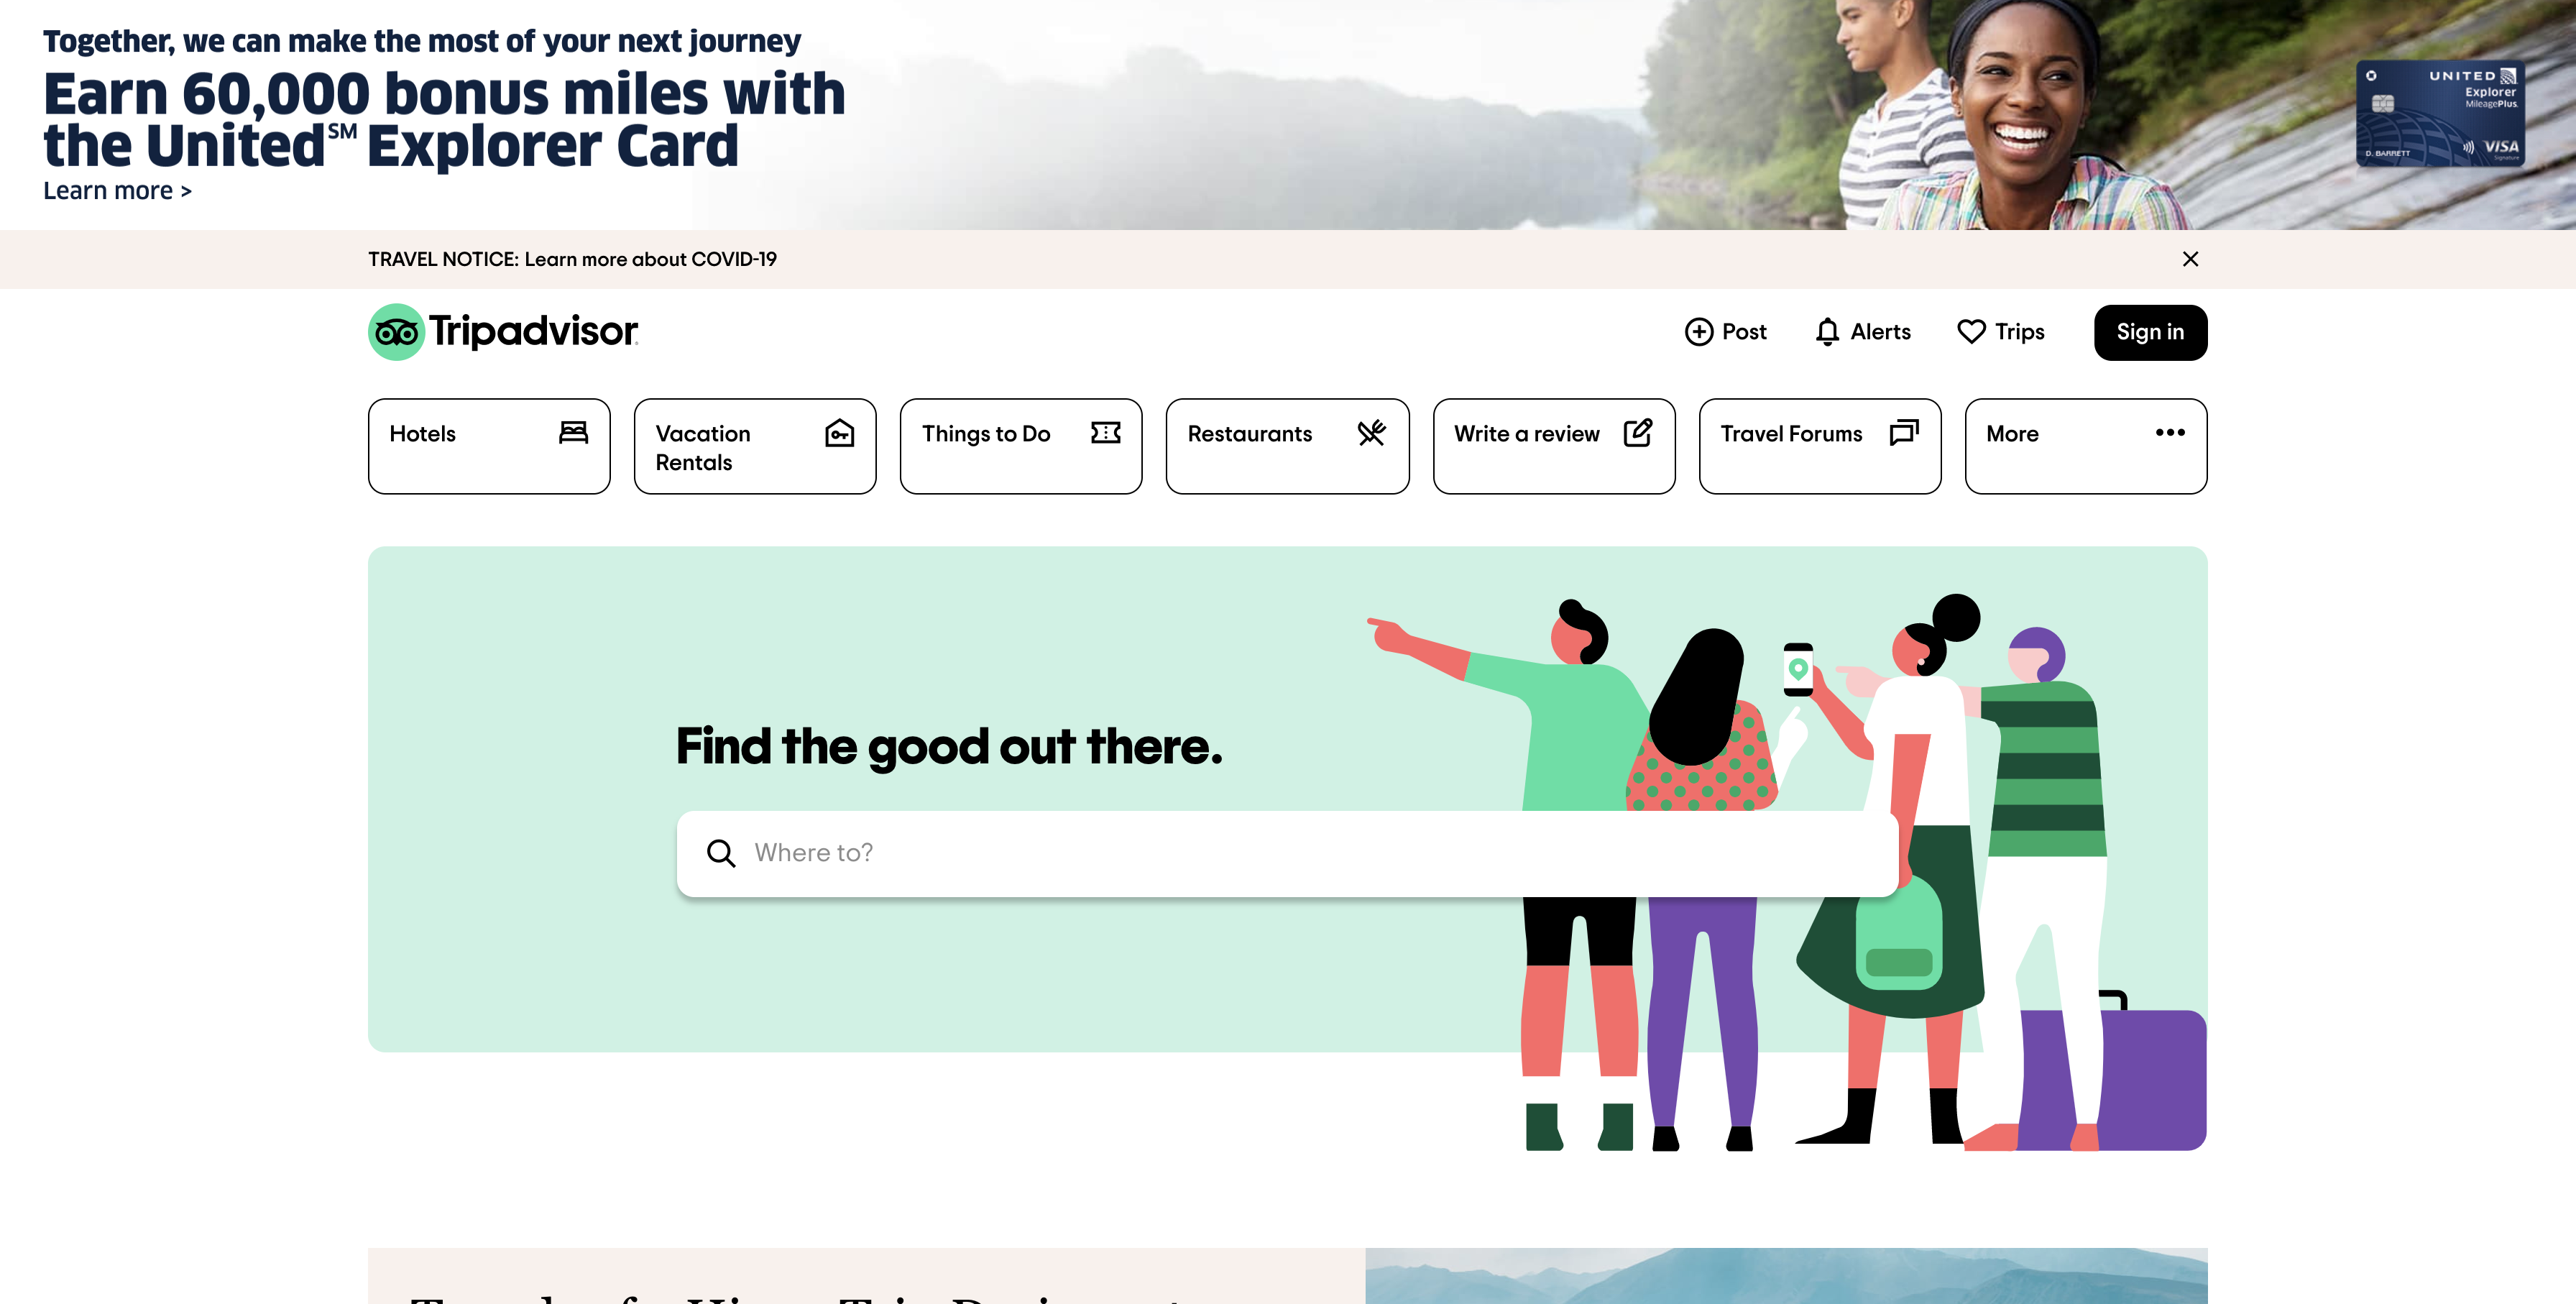 Together, we can make the most of your next journey
Earn 60,000 bonus miles with
the United℠ Explorer Card
Learn more >
UNITED
Explorer
MileagePlus
D. BARRETT
VISA
Signature
TRAVEL NOTICE: Learn more about COVID-19
Tripadvisor
Post
Alerts
Trips
Sign in
Hotels
Vacation
Rentals
Things to Do
Restaurants
Write a review
Travel Forums
More
Find the good out there.
Where to?